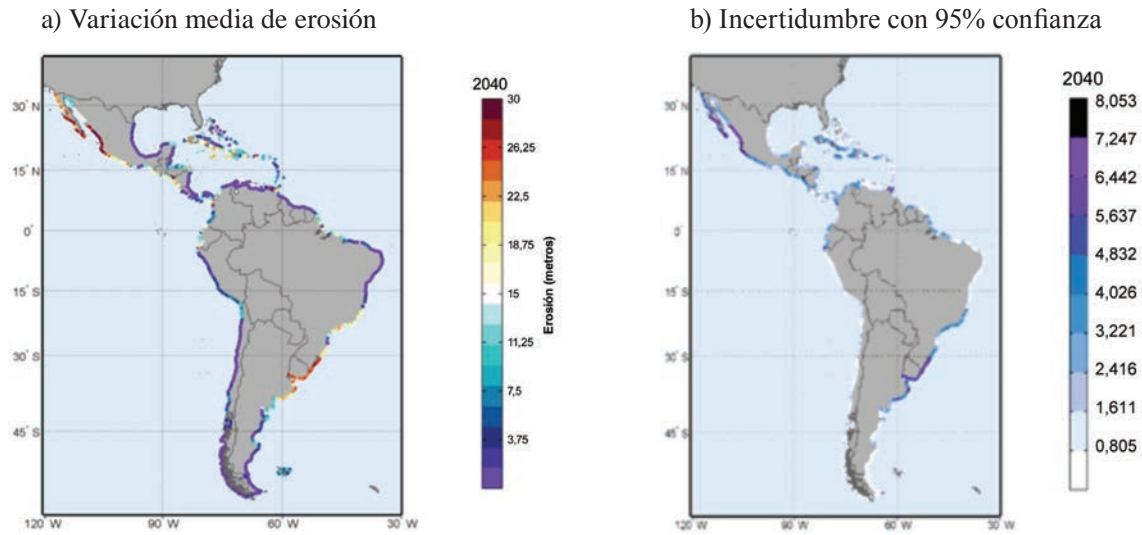 a) Variación media de erosión
b) Incertidumbre con 95% confianza
2040
30
26,25
22,5
18,75
15
11,25
7,5
3,75
Erosión (metros)
30 N
15 N
0
15 S
30 S
45 S
120 W
90 W
60 W
30 W
2040
8,053
7,247
6,442
5,637
4,832
4,026
3,221
2,416
1,611
0,805
30 N
15 N
0
15 S
30 S
45 S
120 W
90 W
60 W
30 W